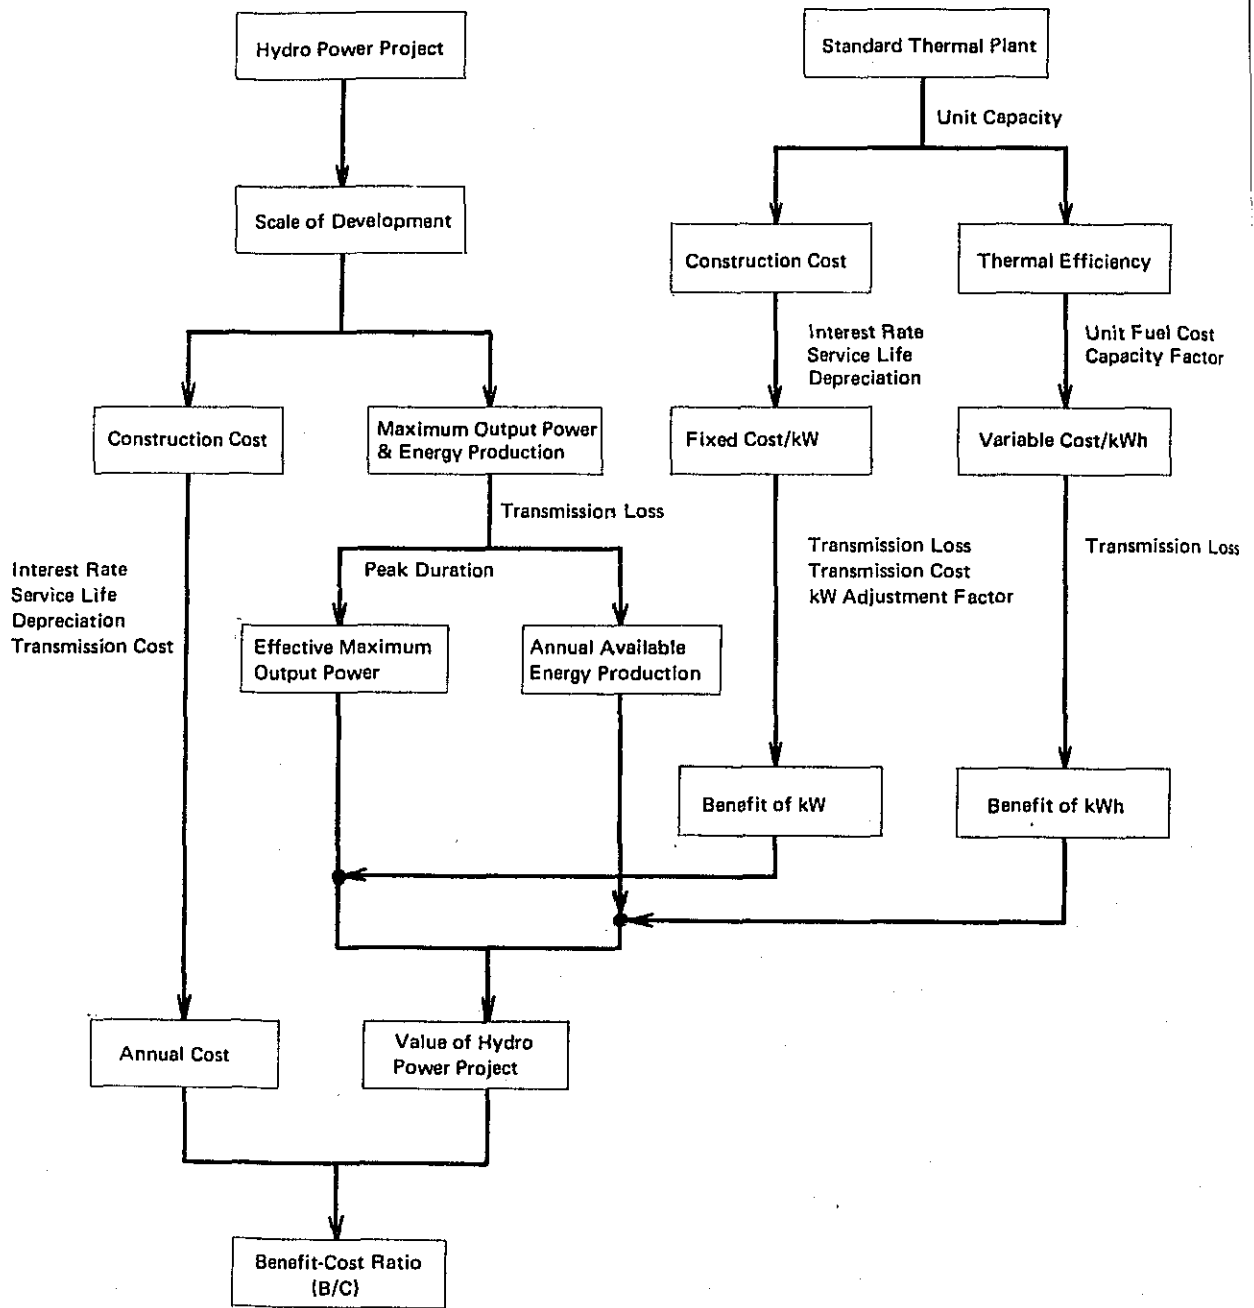 Hydro Power Project
Standard Thermal Plant
Unit Capacity
Scale of Development
Construction Cost
Thermal Efficiency
Interest Rate
Service Life
Depreciation
Unit Fuel Cost
Capacity Factor
Construction Cost
Maximum Output Power
& Energy Production
Fixed Cost/kW
Variable Cost/kWh
Transmission Loss
Peak Duration
Transmission Loss
Transmission Cost
kW Adjustment Factor
Transmission Loss
Interest Rate
Service Life
Depreciation
Transmission Cost
Effective Maximum
Output Power
Annual Available
Energy Production
Benefit of kW
Benefit of kWh
Annual Cost
Value of Hydro
Power Project
Benefit-Cost Ratio
(B/C)